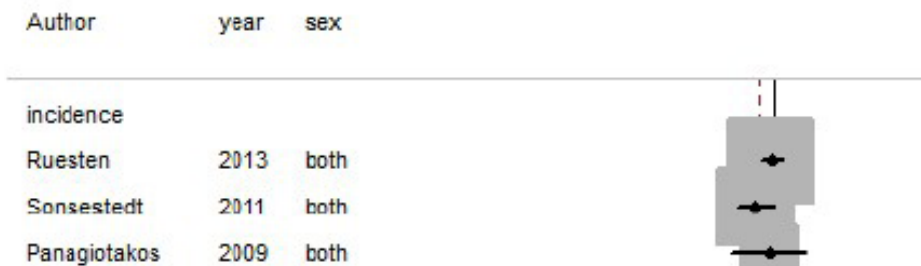 Author year sex
incidence
Ruesten 2013 both
Sonsestedt 2011 both
Panagiotakos 2009 both